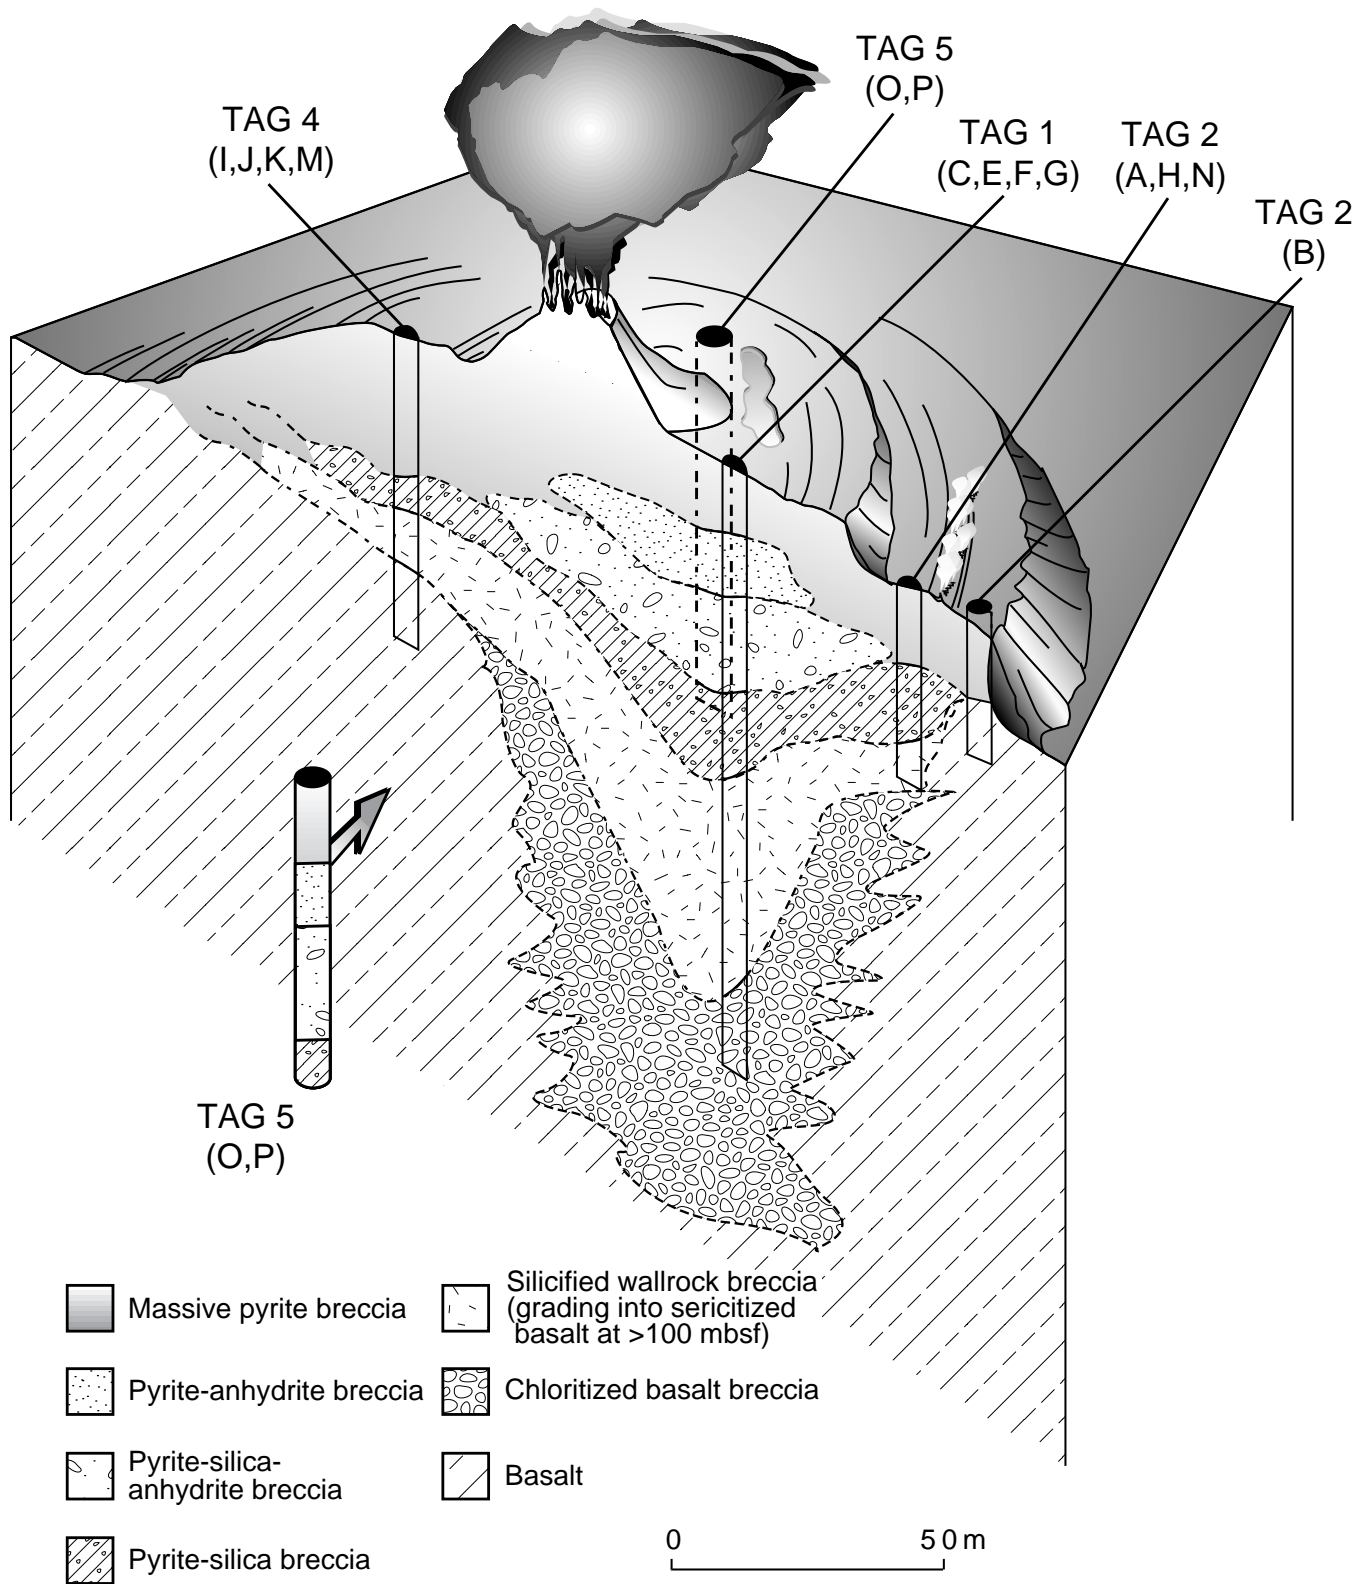 TAG 5
(O,P)
TAG 4
(I,J,K,M)
TAG 1
(C,E,F,G)
TAG 2
(A,H,N)
TAG 2
(B)
TAG 5
(O,P)
Massive pyrite breccia
Pyrite-anhydrite breccia
Pyrite-silica-
anhydrite breccia
Pyrite-silica breccia
Silicified wallrock breccia
(grading into sericitized
basalt at >100 mbsf)
Chloritized basalt breccia
Basalt
0 50 m